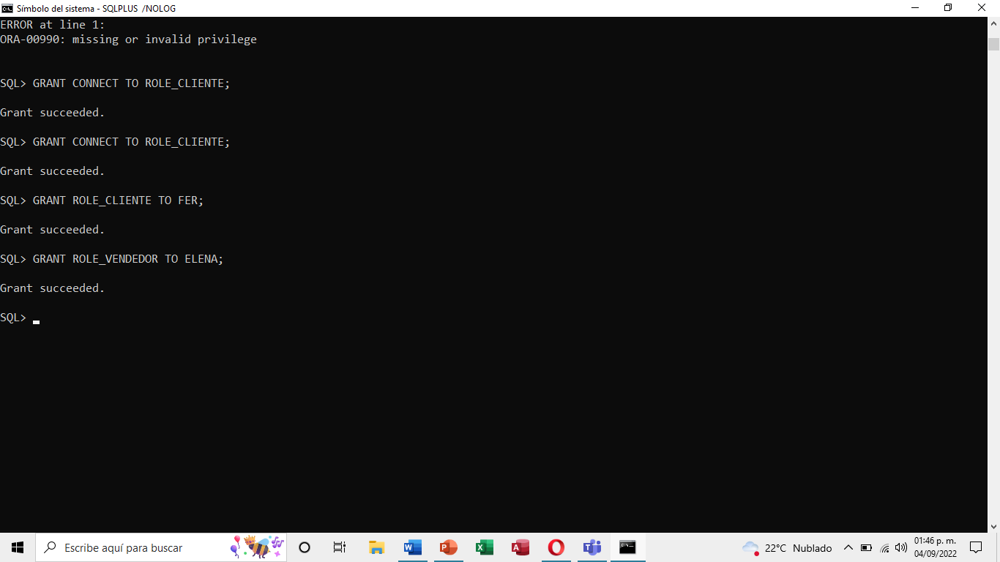 Símbolo del sistema - SQLPLUS /NOLOG
ERROR at line 1:
ORA-00990: missing or invalid privilege
SQL> GRANT CONNECT TO ROLE_CLIENTE;
Grant succeeded.
SQL> GRANT CONNECT TO ROLE_CLIENTE;
Grant succeeded.
SQL> GRANT ROLE_CLIENTE TO FER;
Grant succeeded.
SQL> GRANT ROLE_VENDEDOR TO ELENA;
Grant succeeded.
SQL>
Escribe aquí para buscar
22°C Nublado
01:46 p. m.
04/09/2022